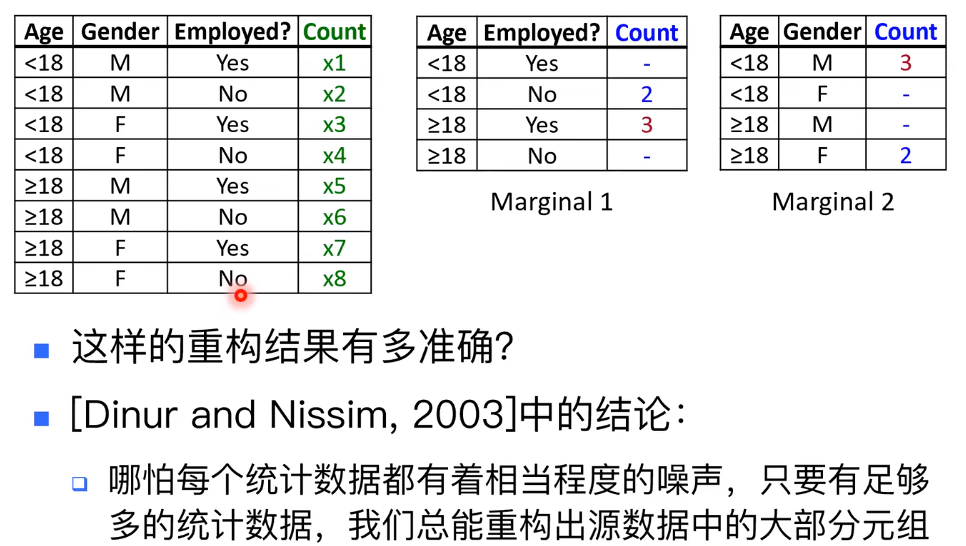 Age Gender Employed? Count
<18 M Yes x1
<18 M No x2
<18 F Yes x3
<18 F No x4
≥18 M Yes x5
≥18 M No x6
≥18 F Yes x7
≥18 F No x8
Age Employed? Count
<18 Yes -
<18 No 2
≥18 Yes 3
≥18 No -
Marginal 1
Age Gender Count
<18 M 3
<18 F -
≥18 M -
≥18 F 2
Marginal 2
这样的重构结果有多准确？
[Dinur and Nissim, 2003]中的结论：
哪怕每个统计数据都有着相当程度的噪声，只要有足够
多的统计数据，我们总能重构出源数据中的大部分元组